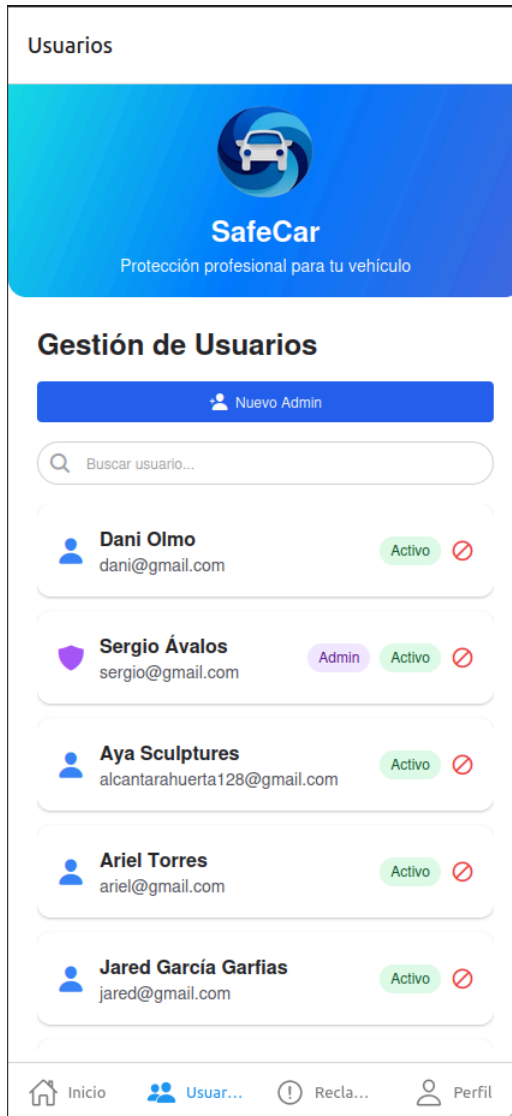 Usuarios
SafeCar
Protección profesional para tu vehículo
Gestión de Usuarios
Nuevo Admin
Buscar usuario...
Dani Olmo
dani@gmail.com
Activo
Sergio Ávalos
sergio@gmail.com
Admin Activo
Aya Sculptures
alcantarahuerta128@gmail.com
Activo
Ariel Torres
ariel@gmail.com
Activo
Jared García Garfias
jared@gmail.com
Activo
Inicio Usuar... Recla... Perfil